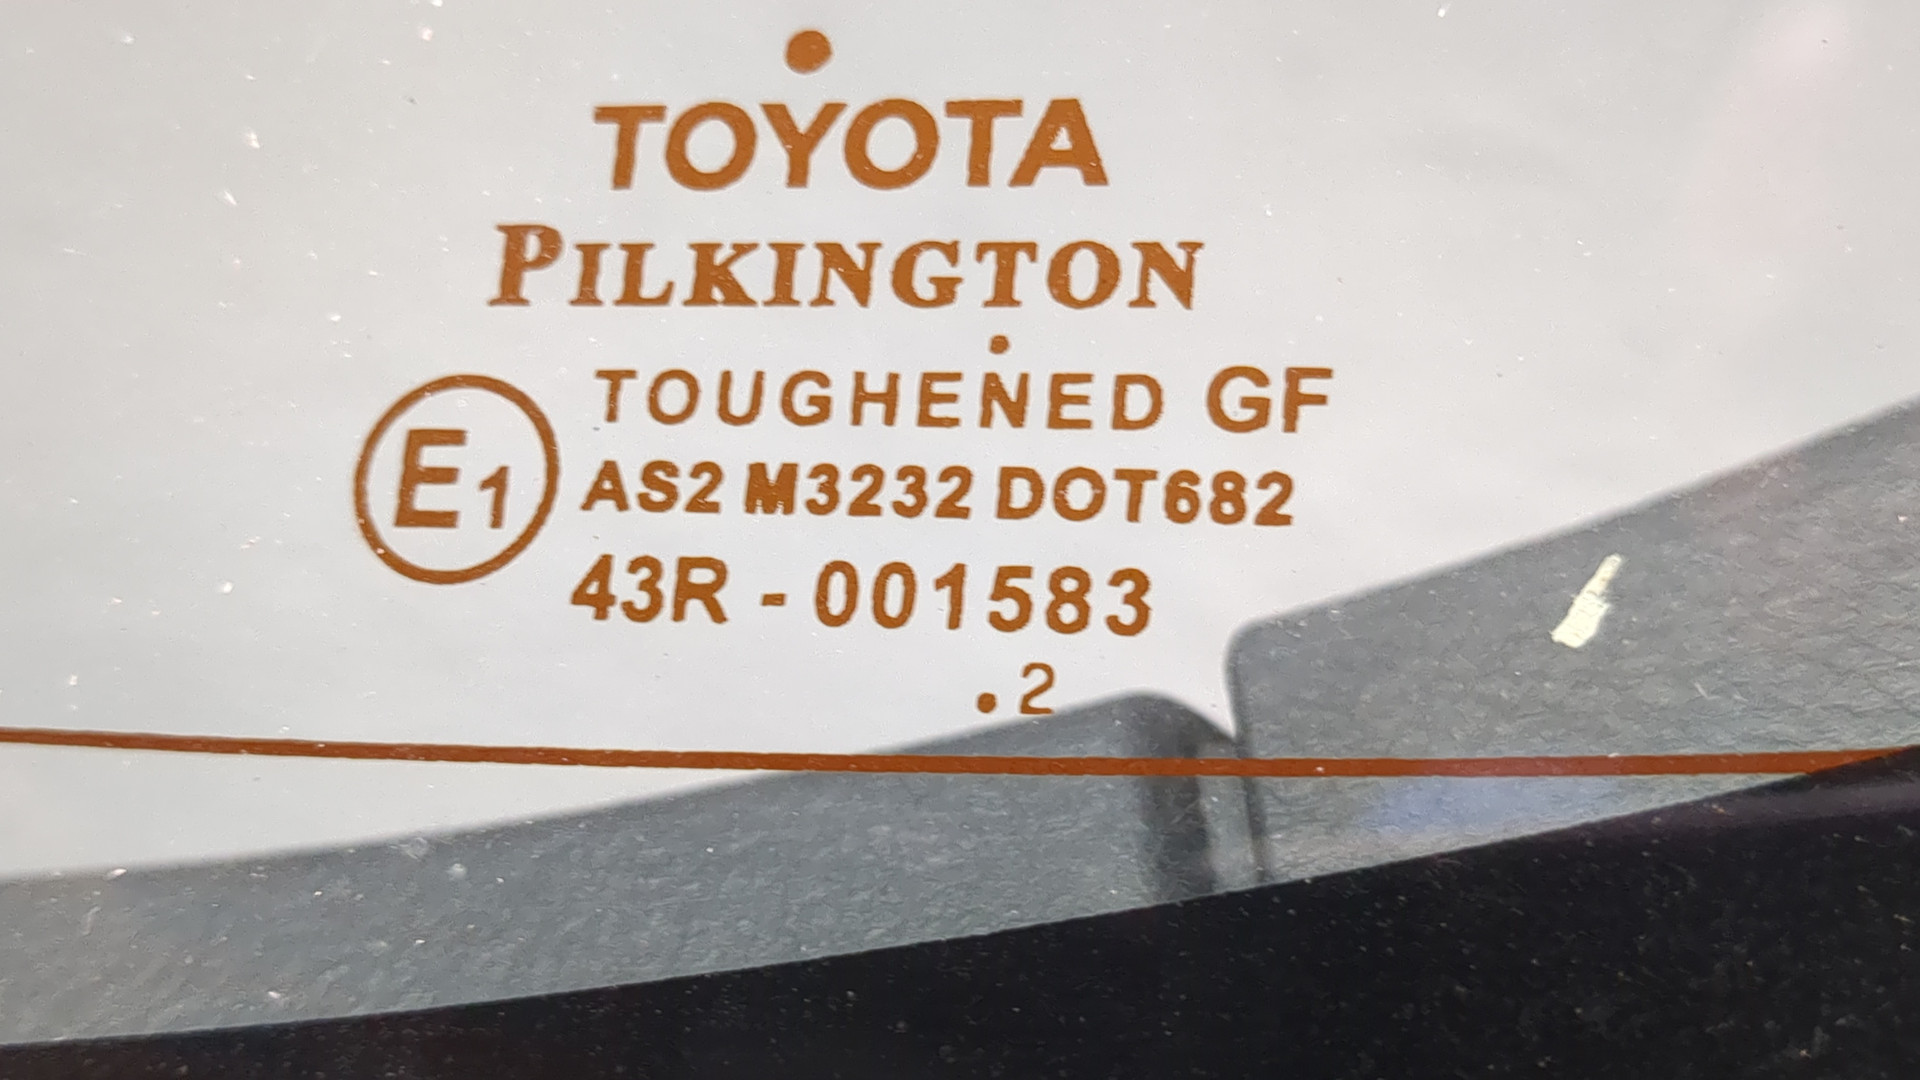 TOYOTA
PILKINGTON
TOUGHENED GF
E1
AS2 M3232 DOT682
43R - 001583
. 2